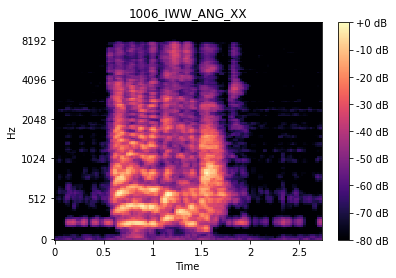 1006_IWW_ANG_XX
+0 dB
8192
-10 dB
4096
-20 dB
-30 dB
2048
Hz
-40 dB
1024
-50 dB
512
-60 dB
-70 dB
0
-80 dB
0 0.5 1 1.5 2 2.5
Time